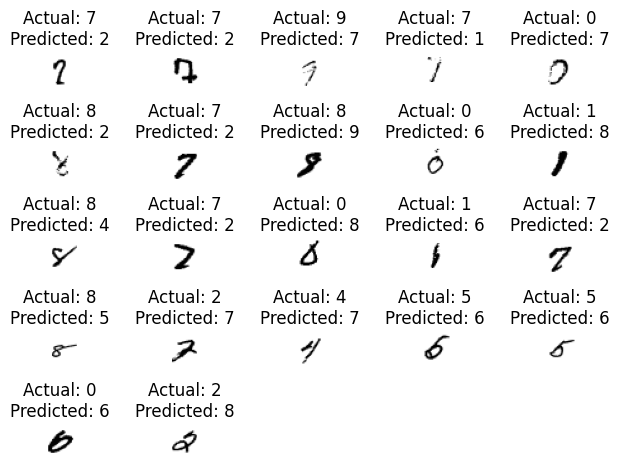 Actual: 7 Actual: 7 Actual: 9 Actual: 7 Actual: 0
Predicted: 2 Predicted: 2 Predicted: 7 Predicted: 1 Predicted: 7
Actual: 8 Actual: 7 Actual: 8 Actual: 0 Actual: 1
Predicted: 2 Predicted: 2 Predicted: 9 Predicted: 6 Predicted: 8
Actual: 8 Actual: 7 Actual: 0 Actual: 1 Actual: 7
Predicted: 4 Predicted: 2 Predicted: 8 Predicted: 6 Predicted: 2
Actual: 8 Actual: 2 Actual: 4 Actual: 5 Actual: 5
Predicted: 5 Predicted: 7 Predicted: 7 Predicted: 6 Predicted: 6
Actual: 0 Actual: 2
Predicted: 6 Predicted: 8